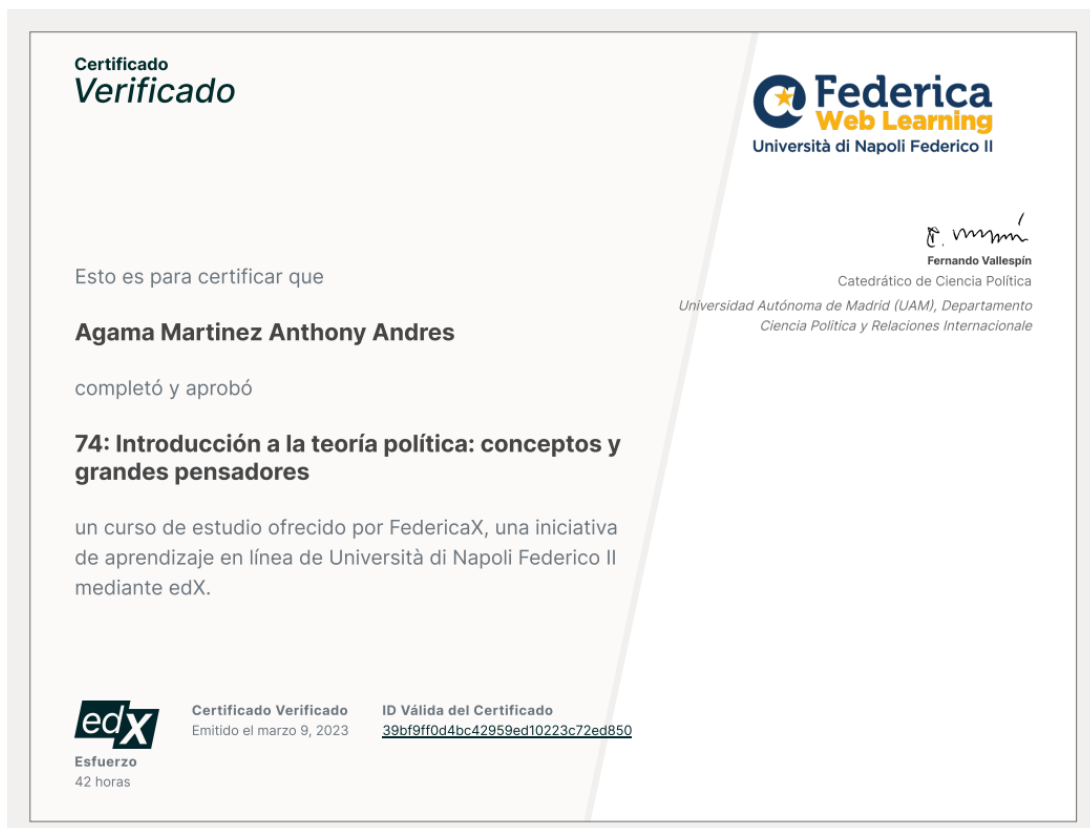 Certificado
Verificado
Federica
Web Learning
Università di Napoli Federico II
Fernando Vallespín
Catedrático de Ciencia Política
Universidad Autónoma de Madrid (UAM), Departamento
Ciencia Politica y Relaciones Internacionale
Esto es para certificar que
Agama Martinez Anthony Andres
completó y aprobó
74: Introducción a la teoría política: conceptos y
grandes pensadores
un curso de estudio ofrecido por FedericaX, una iniciativa
de aprendizaje en línea de Università di Napoli Federico II
mediante edX.
edX
Esfuerzo
42 horas
Certificado Verificado
Emitido el marzo 9, 2023
ID Válida del Certificado
39bf9ff0d4bc42959ed10223c72ed850